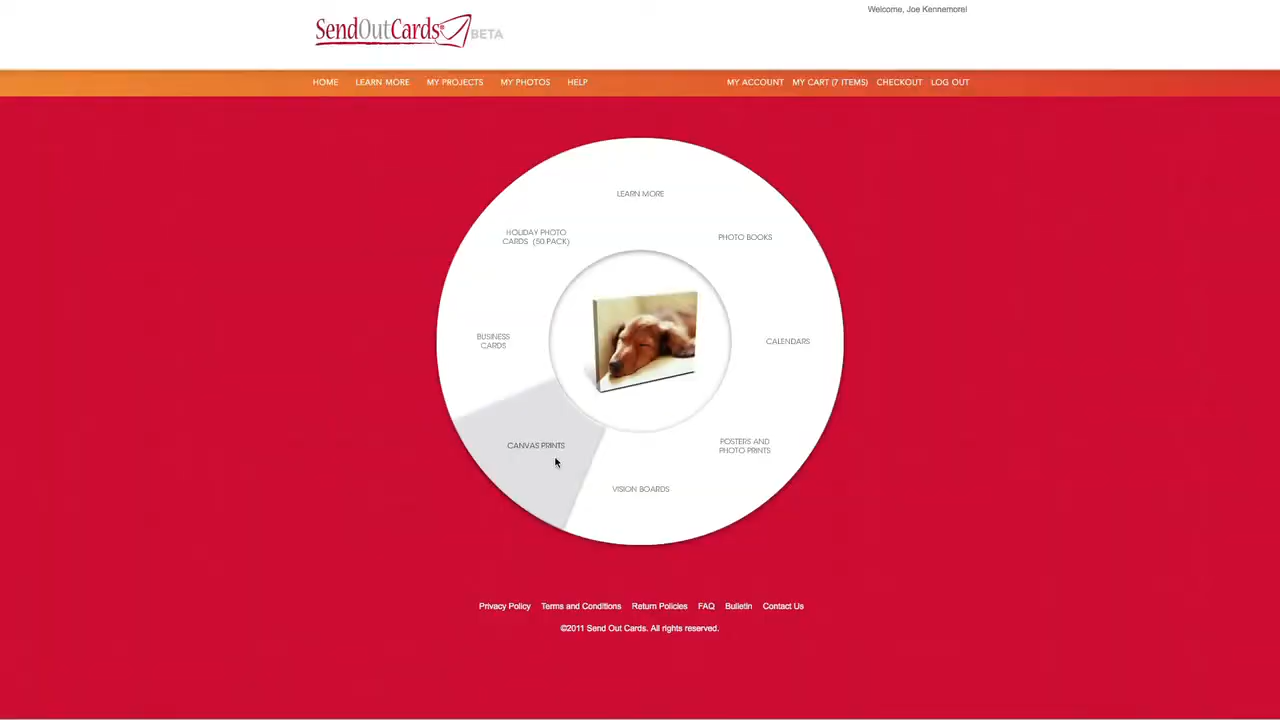 Welcome, Joe Kennemorel
SendOutCards® BETA
HOME LEARN MORE MY PROJECTS MY PHOTOS HELP MY ACCOUNT MY CART (7 ITEMS) CHECKOUT LOG OUT
LEARN MORE
HOLIDAY PHOTO
CARDS (50 PACK)
PHOTO BOOKS
BUSINESS
CARDS
CALENDARS
CANVAS PRINTS
POSTERS AND
PHOTO PRINTS
VISION BOARDS
Privacy Policy Terms and Conditions Return Policies FAQ Bulletin Contact Us
©2011 Send Out Cards. All rights reserved.